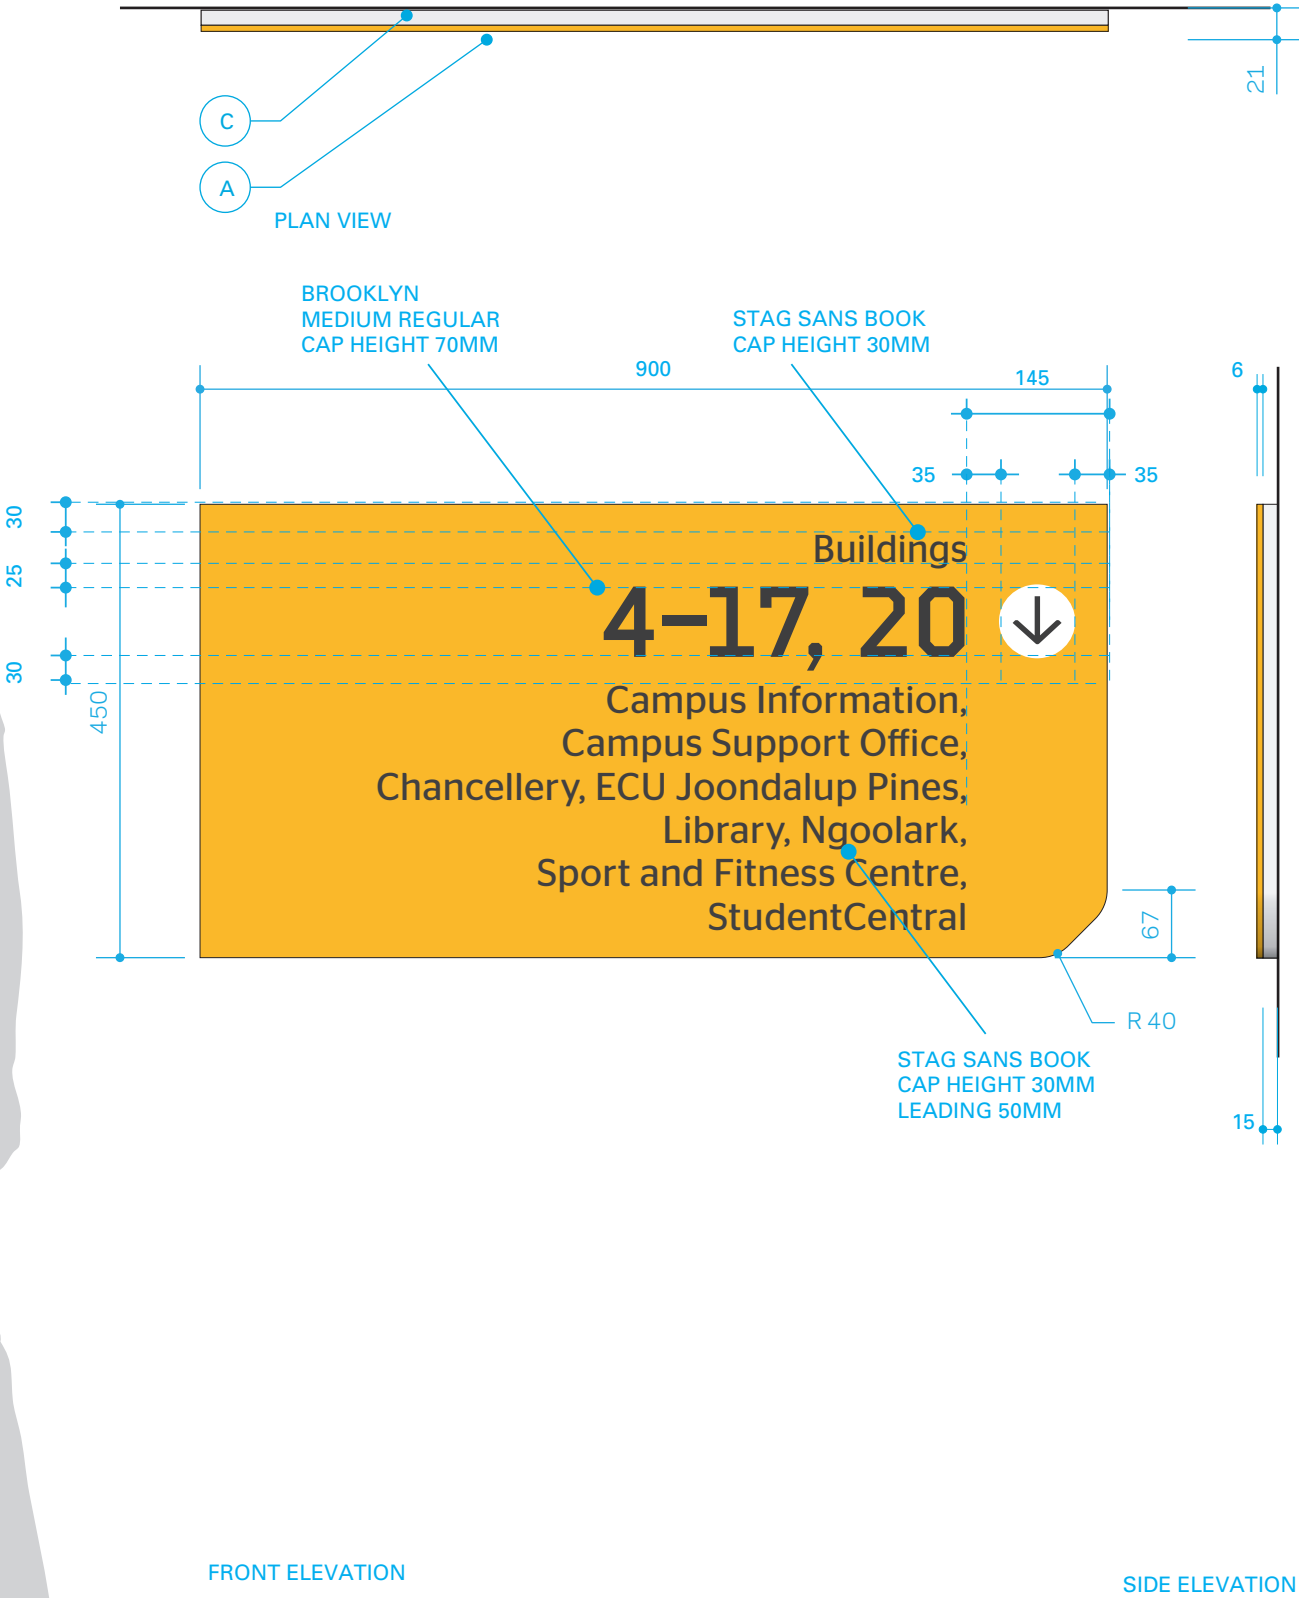 21
C
A
PLAN VIEW
BROOKLYN
MEDIUM REGULAR
CAP HEIGHT 70MM
STAG SANS BOOK
CAP HEIGHT 30MM
900
145
6
35
35
30
25
30
450
Buildings
4–17, 20
Campus Information,
Campus Support Office,
Chancellery, ECU Joondalup Pines,
Library, Ngoolark,
Sport and Fitness Centre,
StudentCentral
67
R 40
STAG SANS BOOK
CAP HEIGHT 30MM
LEADING 50MM
15
FRONT ELEVATION
SIDE ELEVATION